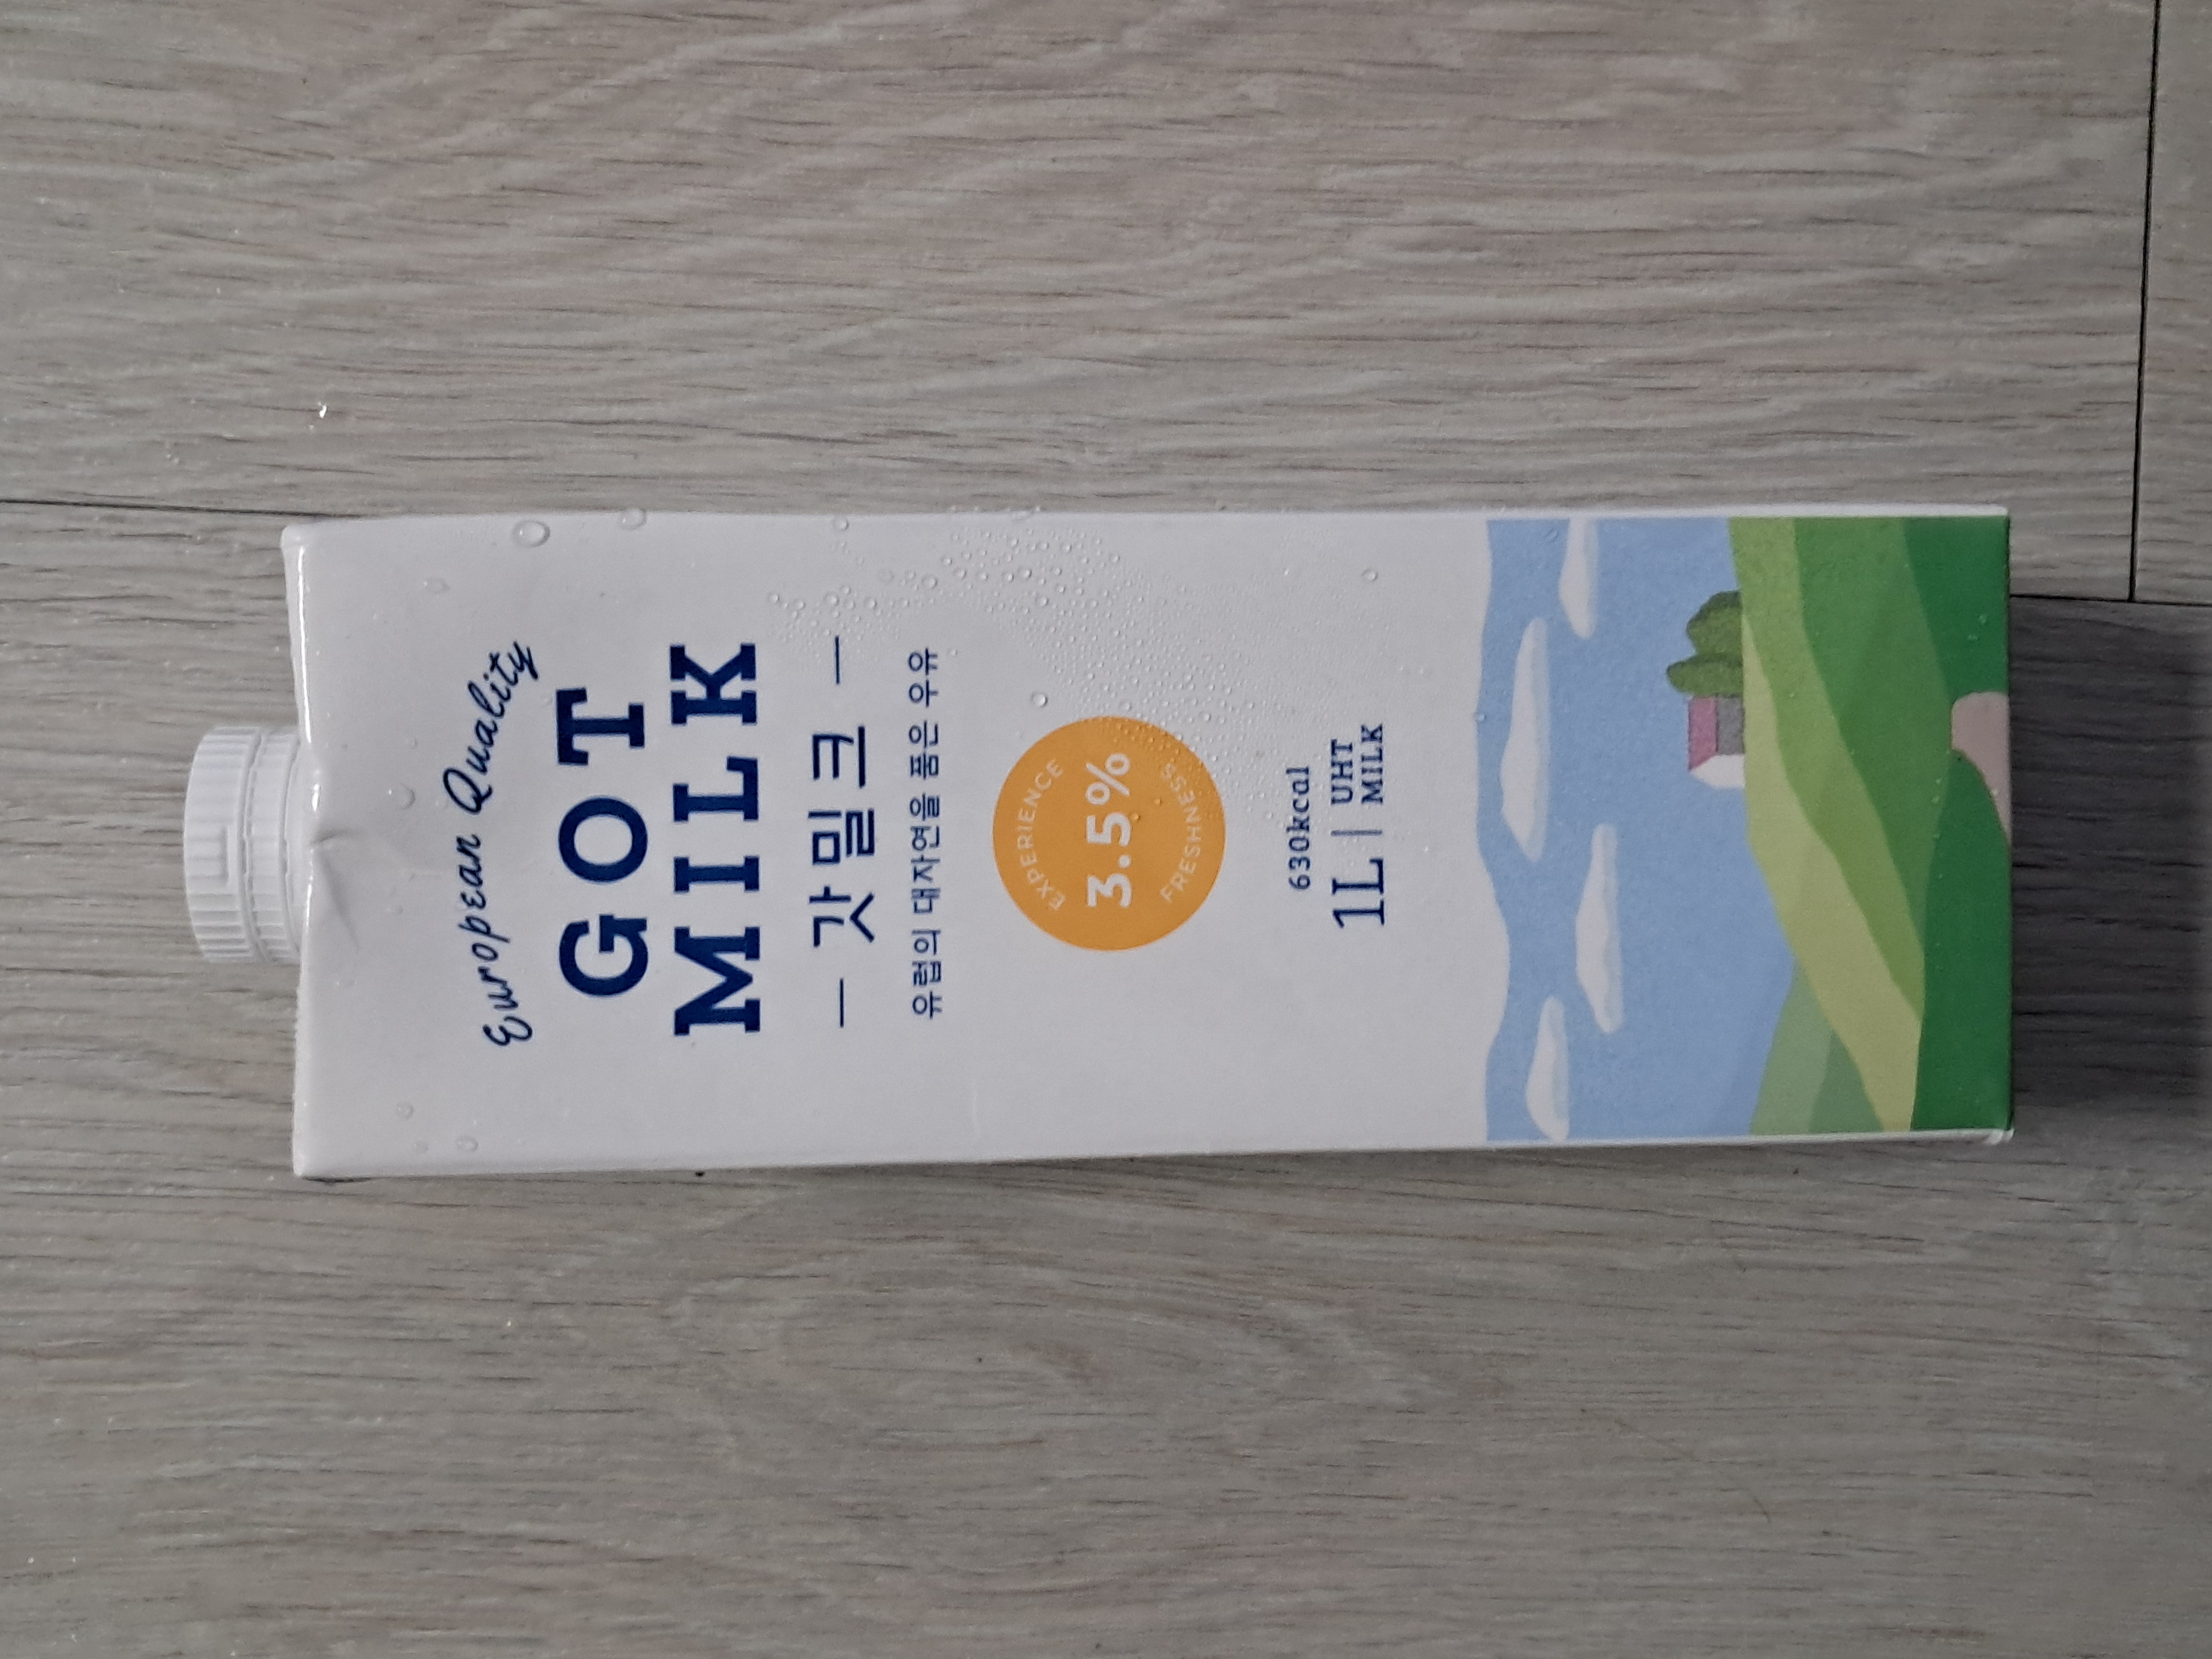 European Quality
GOT
MILK
갓밀크
유럽의 대자연을 품은 우유
EXPERIENCE
3.5%
FRESHNESS
630kcal
1L | UHT
MILK